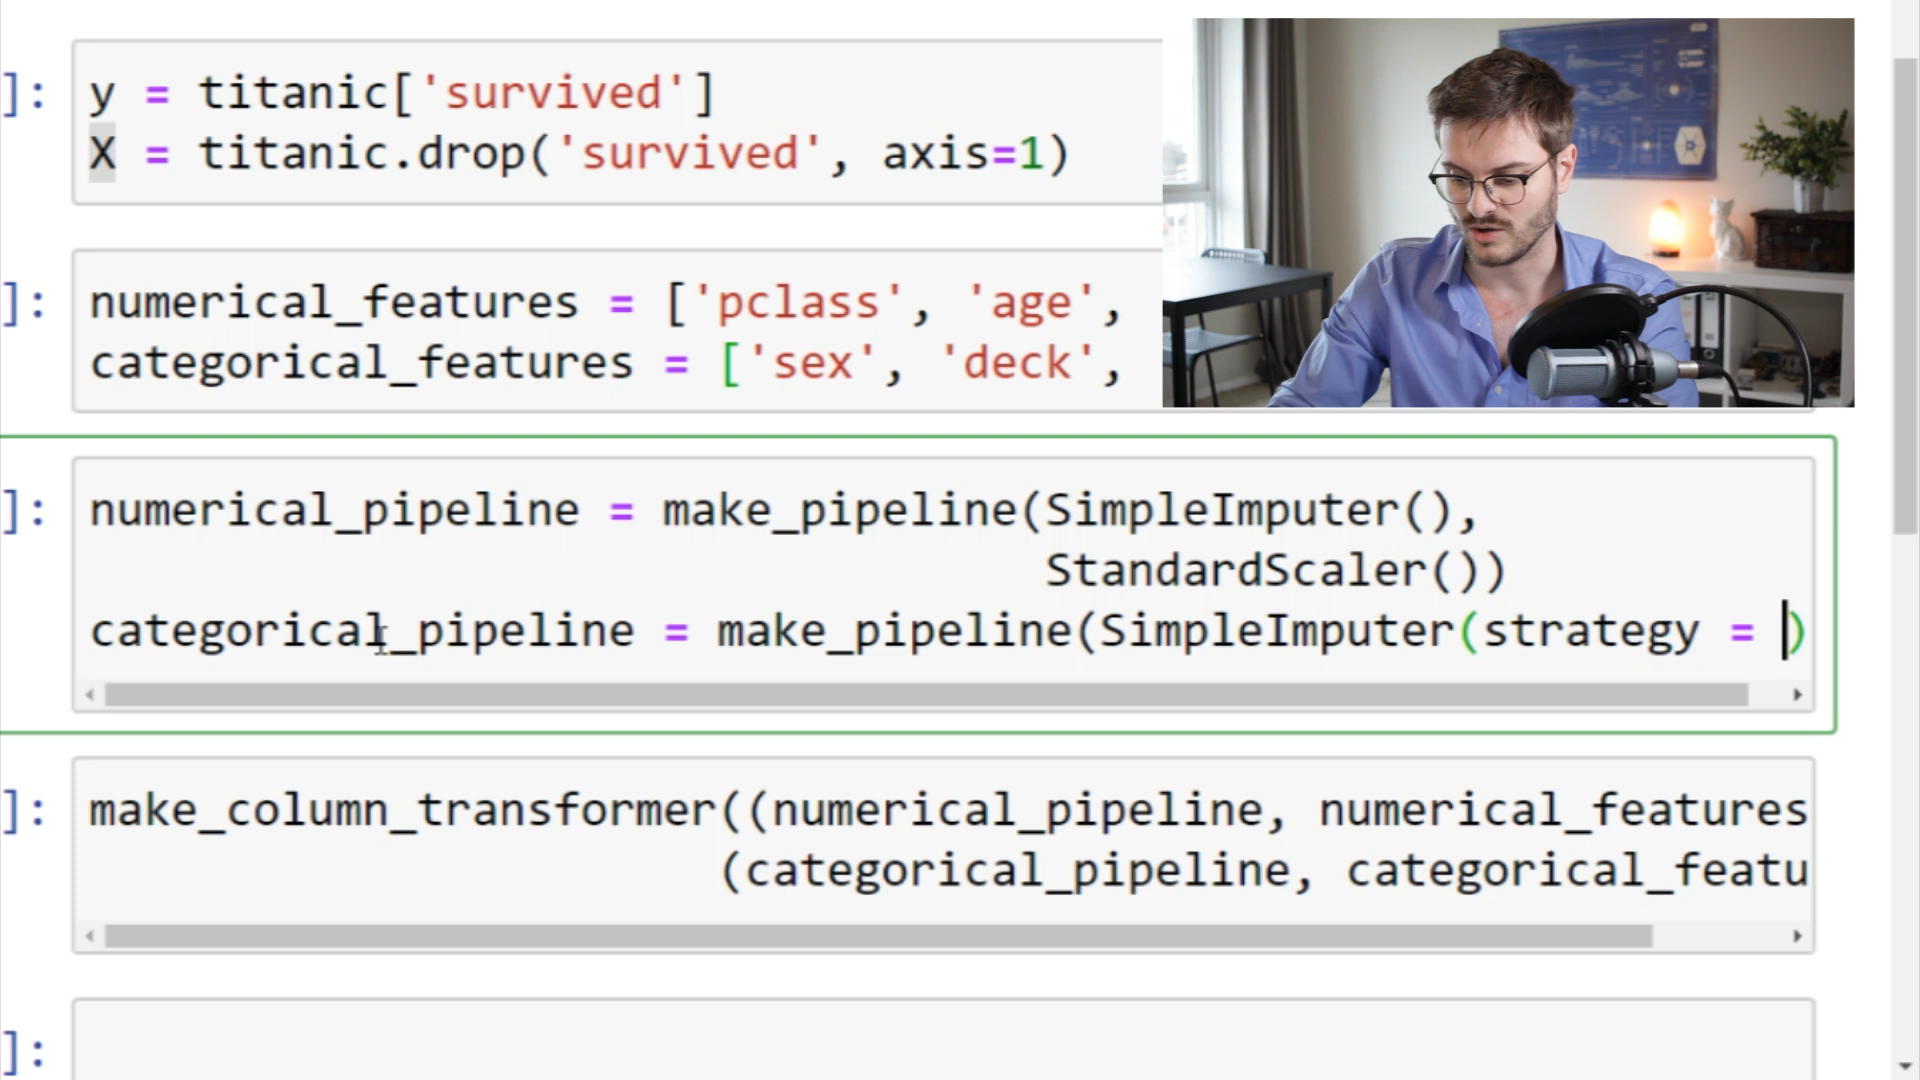 ]: y = titanic['survived']
X = titanic.drop('survived', axis=1)
]: numerical_features = ['pclass', 'age',
categorical_features = ['sex', 'deck',
]: numerical_pipeline = make_pipeline(SimpleImputer(),
StandardScaler())
categorical_pipeline = make_pipeline(SimpleImputer(strategy = )
]: make_column_transformer((numerical_pipeline, numerical_features
(categorical_pipeline, categorical_featu
]: